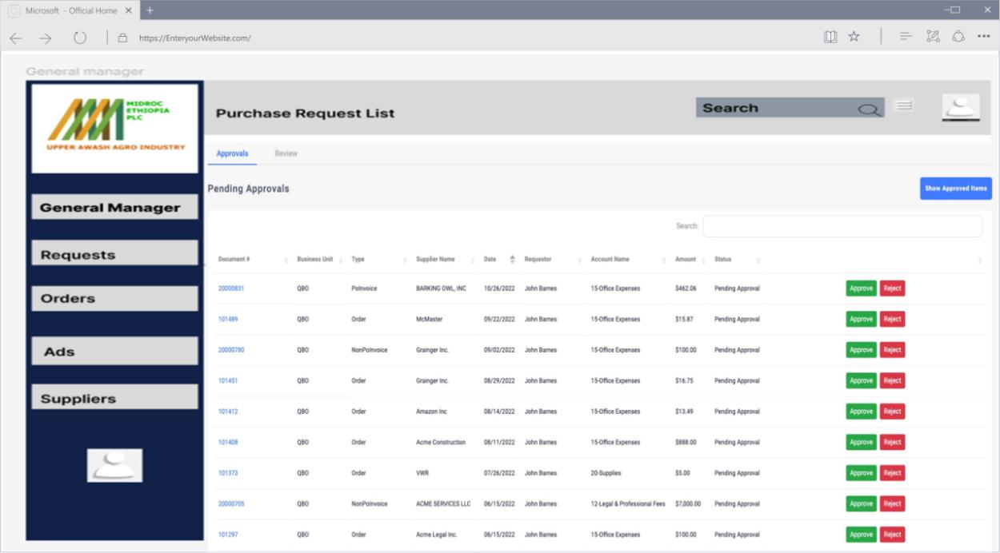 Microsoft - Official Home
https://EnteryourWebsite.com/
General manager
MIDROC
ETHIOPIA
PLC
UPPER AWASH AGRO INDUSTRY
Purchase Request List
Search
Approvals Review
Pending Approvals
Show Approved Items
General Manager
Requests
Orders
Ads
Suppliers
Search:
Document # Business Unit Type Supplier Name Date Requestor Account Name Amount Status
20000831 QBO PoInvoice BARKING OWL, INC 10/26/2022 John Barnes 15-Office Expenses $462.06 Pending Approval Approve Reject
101489 QBO Order McMaster 09/22/2022 John Barnes 15-Office Expenses $15.87 Pending Approval Approve Reject
20000780 QBO NonPoInvoice Grainger Inc. 09/02/2022 John Barnes 15-Office Expenses $100.00 Pending Approval Approve Reject
101451 QBO Order Grainger Inc. 08/29/2022 John Barnes 15-Office Expenses $16.75 Pending Approval Approve Reject
101412 QBO Order Amazon Inc 08/14/2022 John Barnes 15-Office Expenses $13.49 Pending Approval Approve Reject
101408 QBO Order Acme Construction 08/11/2022 John Barnes 15-Office Expenses $888.00 Pending Approval Approve Reject
101373 QBO Order VWR 07/26/2022 John Barnes 20-Supplies $5.00 Pending Approval Approve Reject
20000705 QBO NonPoInvoice ACME SERVICES LLC 06/15/2022 John Barnes 12-Legal & Professional Fees $7,000.00 Pending Approval Approve Reject
101297 QBO Order Acme Legal Inc. 06/15/2022 John Barnes 15-Office Expenses $100.00 Pending Approval Approve Reject